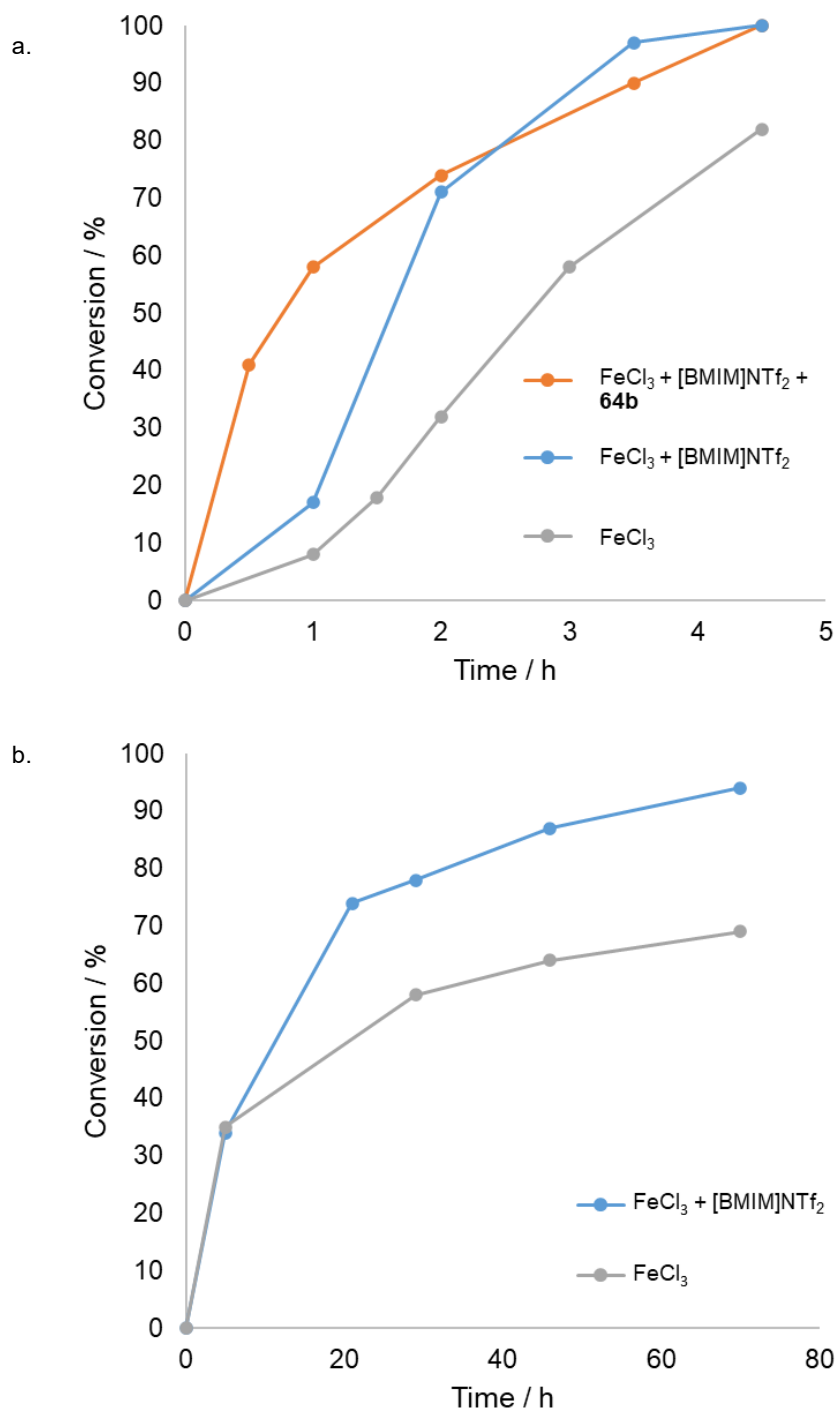 a.
Conversion / %
100
90
80
70
60
50
40
30
20
10
0
FeCl₃ + [BMIM]NTf₂ +
64b
FeCl₃ + [BMIM]NTf₂
FeCl₃
0 1 2 3 4 5
Time / h
b.
Conversion / %
100
90
80
70
60
50
40
30
20
10
0
FeCl₃ + [BMIM]NTf₂
FeCl₃
0 20 40 60 80
Time / h